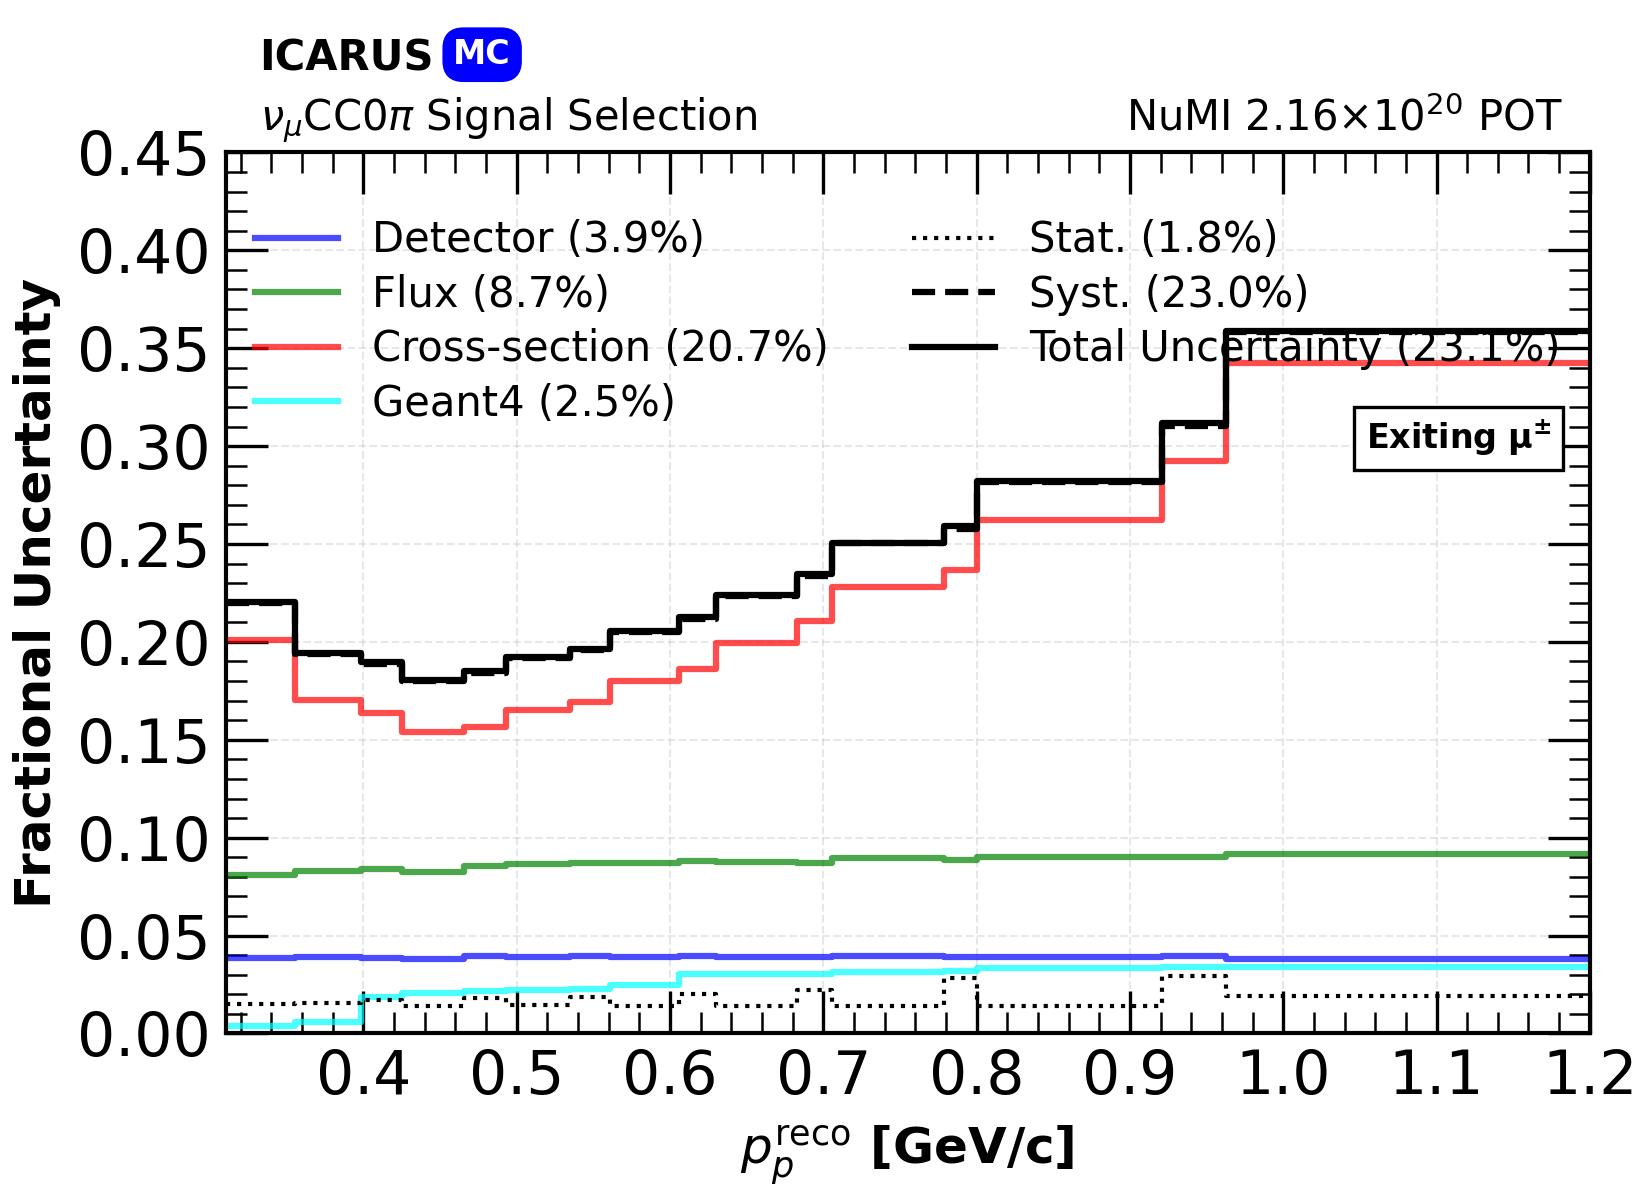 ICARUS MC
νμCC0π Signal Selection
NuMI 2.16×10²⁰ POT
0.45
0.40
0.35
0.30
0.25
0.20
0.15
0.10
0.05
0.00
Fractional Uncertainty
Detector (3.9%)
Flux (8.7%)
Cross-section (20.7%)
Geant4 (2.5%)
Stat. (1.8%)
Syst. (23.0%)
Total Uncertainty (23.1%)
Exiting μ±
0.4 0.5 0.6 0.7 0.8 0.9 1.0 1.1 1.2
p_p^reco [GeV/c]